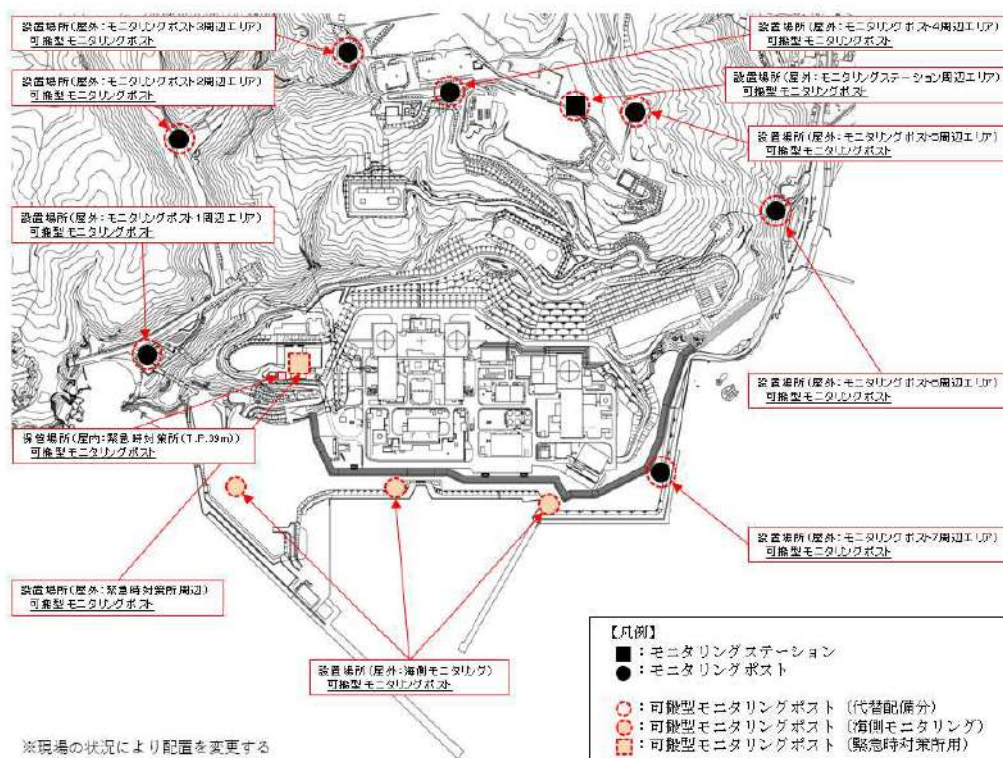 設置場所(屋外:モニタリングポスト3周辺エリア)
可搬型モニタリングポスト
設置場所(屋外:モニタリングポスト4周辺エリア)
可搬型モニタリングポスト
設置場所(屋外:モニタリングポスト2周辺エリア)
可搬型モニタリングポスト
設置場所(屋外:モニタリングステーション周辺エリア)
可搬型モニタリングポスト
設置場所(屋外:モニタリングポスト5周辺エリア)
可搬型モニタリングポスト
設置場所(屋外:モニタリングポスト1周辺エリア)
可搬型モニタリングポスト
設置場所(屋外:モニタリングポスト6周辺エリア)
可搬型モニタリングポスト
保管場所(屋内:緊急時対策所(T.P.39m))
可搬型モニタリングポスト
設置場所(屋外:モニタリングポスト7周辺エリア)
可搬型モニタリングポスト
設置場所(屋外:緊急時対策所周辺)
可搬型モニタリングポスト
設置場所(屋外:海側モニタリング)
可搬型モニタリングポスト
【凡例】
:モニタリングステーション
:モニタリングポスト
:可搬型モニタリングポスト(代替配備分)
:可搬型モニタリングポスト(海側モニタリング)
:可搬型モニタリングポスト(緊急時対策所用)
※現場の状況により配置を変更する